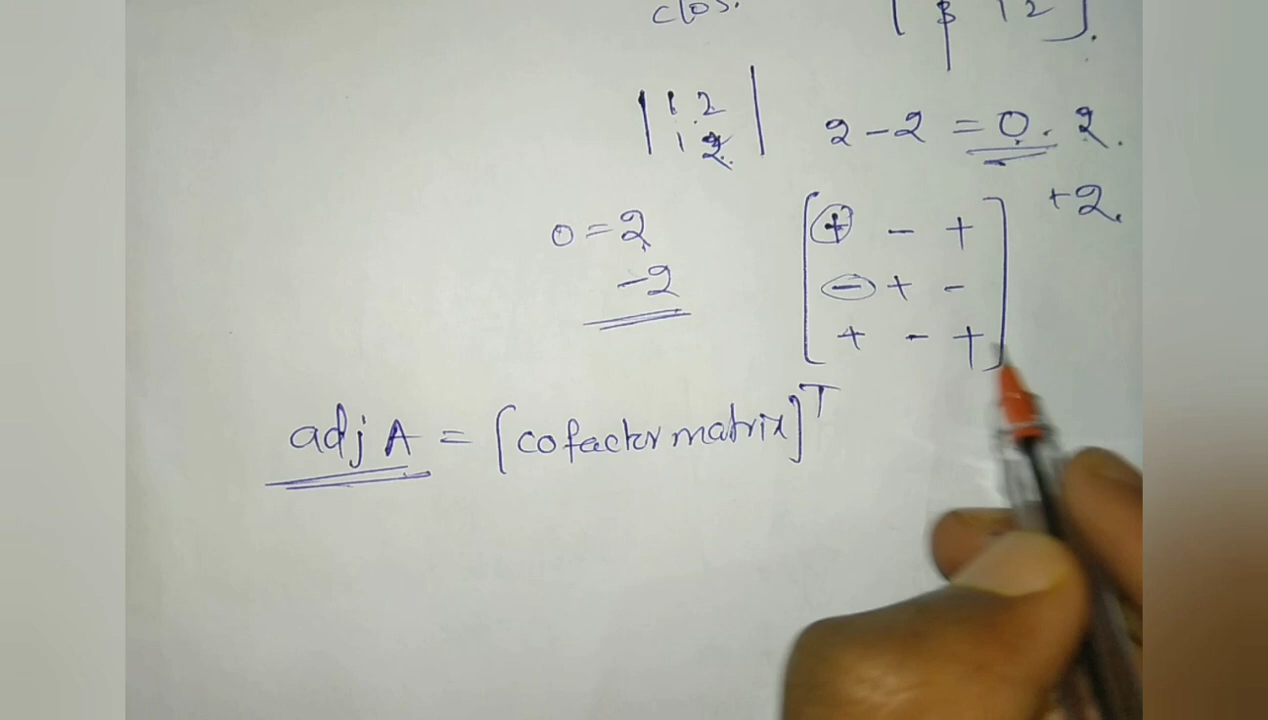 | 1 2 | 2 - 2 = 0. 2.
| 1 2. |
0 = 2 [ + - + ] +2.
-2 - + -
+ - +
adj A = [cofactor matrix]ᵀ